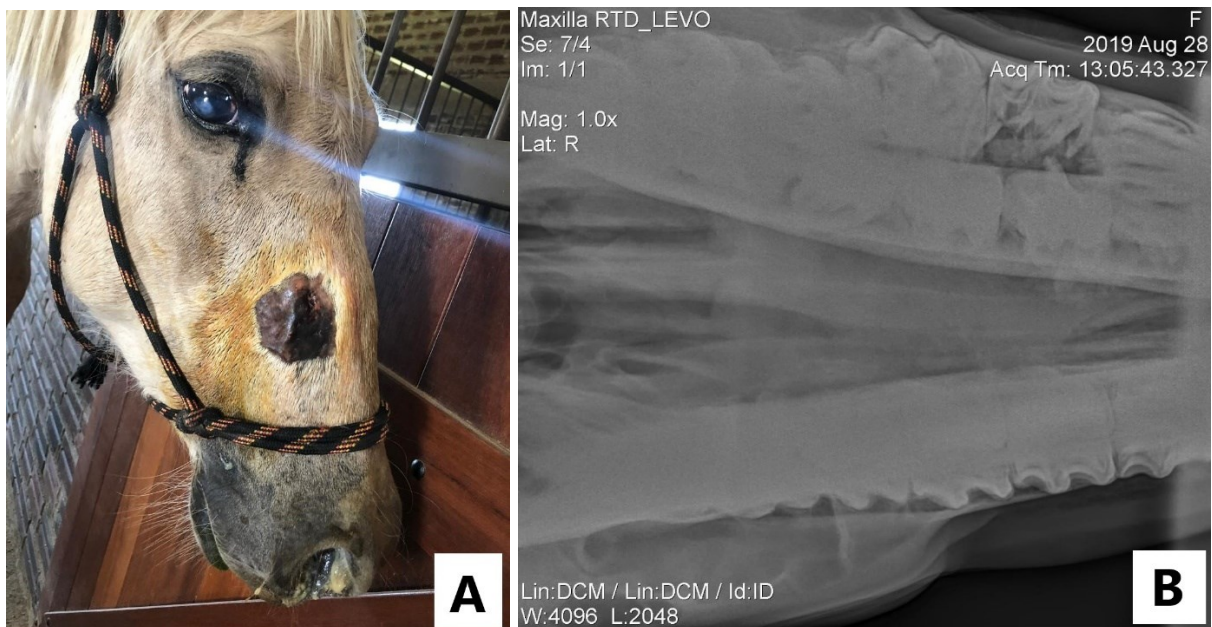 A
Maxilla RTD_LEVO
Se: 7/4
Im: 1/1
Mag: 1.0x
Lat: R
F
2019 Aug 28
Acq Tm: 13:05:43.327
Lin:DCM / Lin:DCM / Id:ID
W:4096 L:2048
B